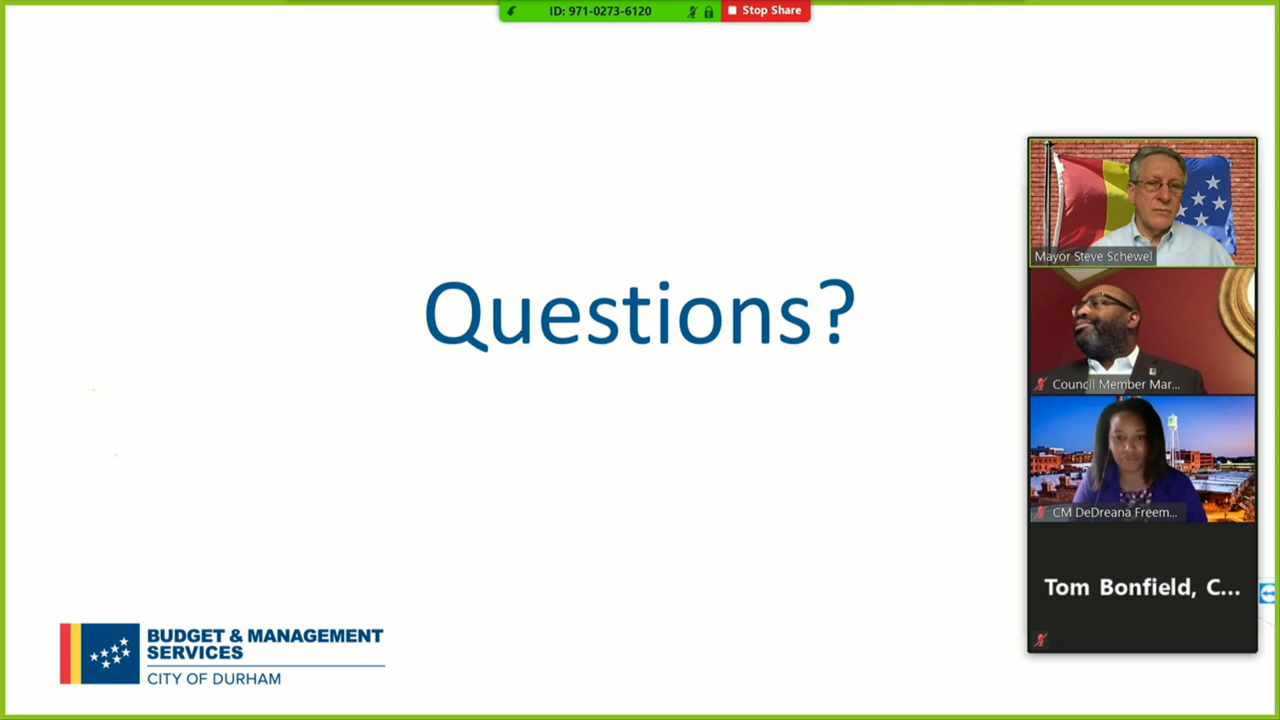 ID: 971-0273-6120
Stop Share
Questions?
Mayor Steve Schewel
Council Member Mar...
CM DeDreana Freem...
Tom Bonfield, C...
BUDGET & MANAGEMENT
SERVICES
CITY OF DURHAM